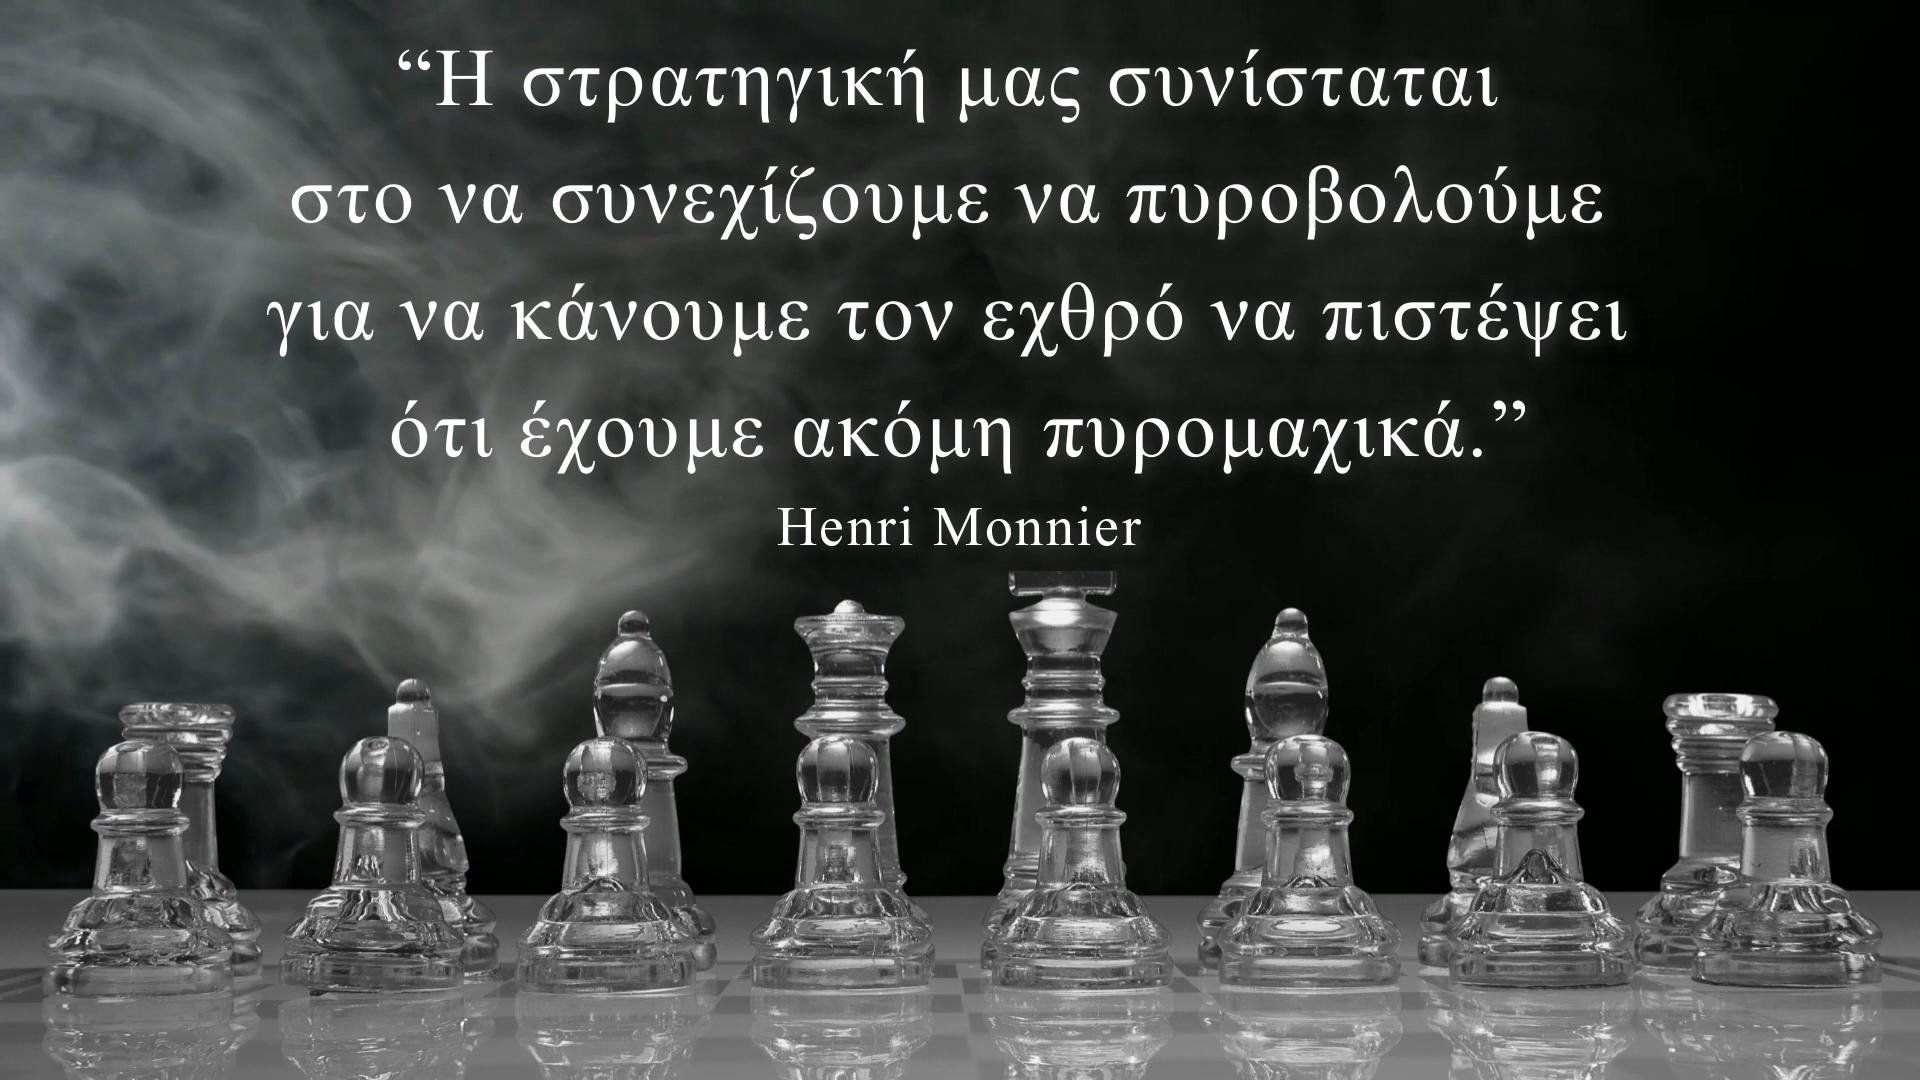 “Η στρατηγική μας συνίσταται
στο να συνεχίζουμε να πυροβολούμε
για να κάνουμε τον εχθρό να πιστέψει
ότι έχουμε ακόμη πυρομαχικά.”
Henri Monnier